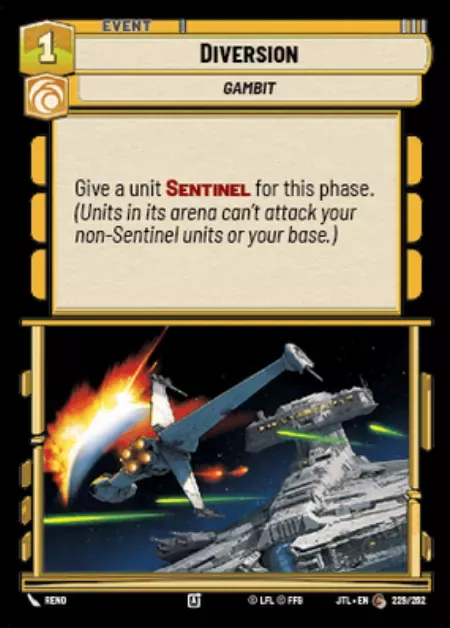 EVENT
1
DIVERSION
GAMBIT
Give a unit SENTINEL for this phase.
(Units in its arena can't attack your
non-Sentinel units or your base.)
RENO
© LFL © FFG
JTL • EN
229/262